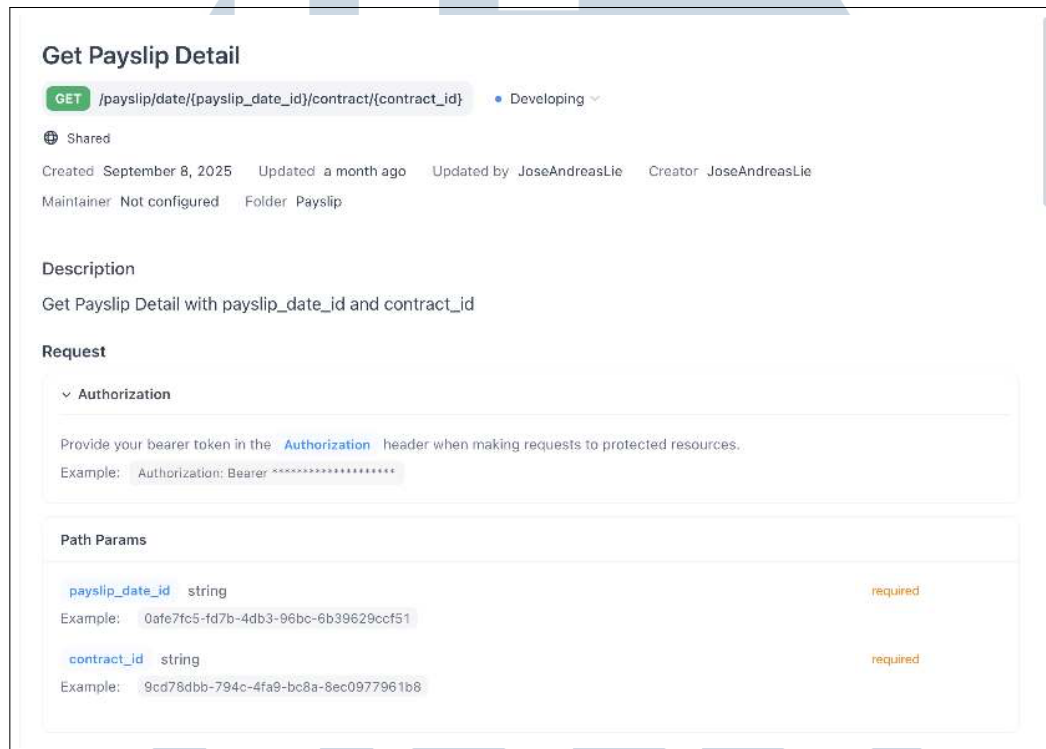 Get Payslip Detail
GET /payslip/date/{payslip_date_id}/contract/{contract_id} Developing
Shared
Created September 8, 2025 Updated a month ago Updated by JoseAndreasLie Creator JoseAndreasLie
Maintainer Not configured Folder Payslip
Description
Get Payslip Detail with payslip_date_id and contract_id
Request
Authorization
Provide your bearer token in the Authorization header when making requests to protected resources.
Example: Authorization: Bearer ********************
Path Params
payslip_date_id string required
Example: 0afe7fc5-fd7b-4db3-96bc-6b39629ccf51
contract_id string required
Example: 9cd78dbb-794c-4fa9-bc8a-8ec0977961b8